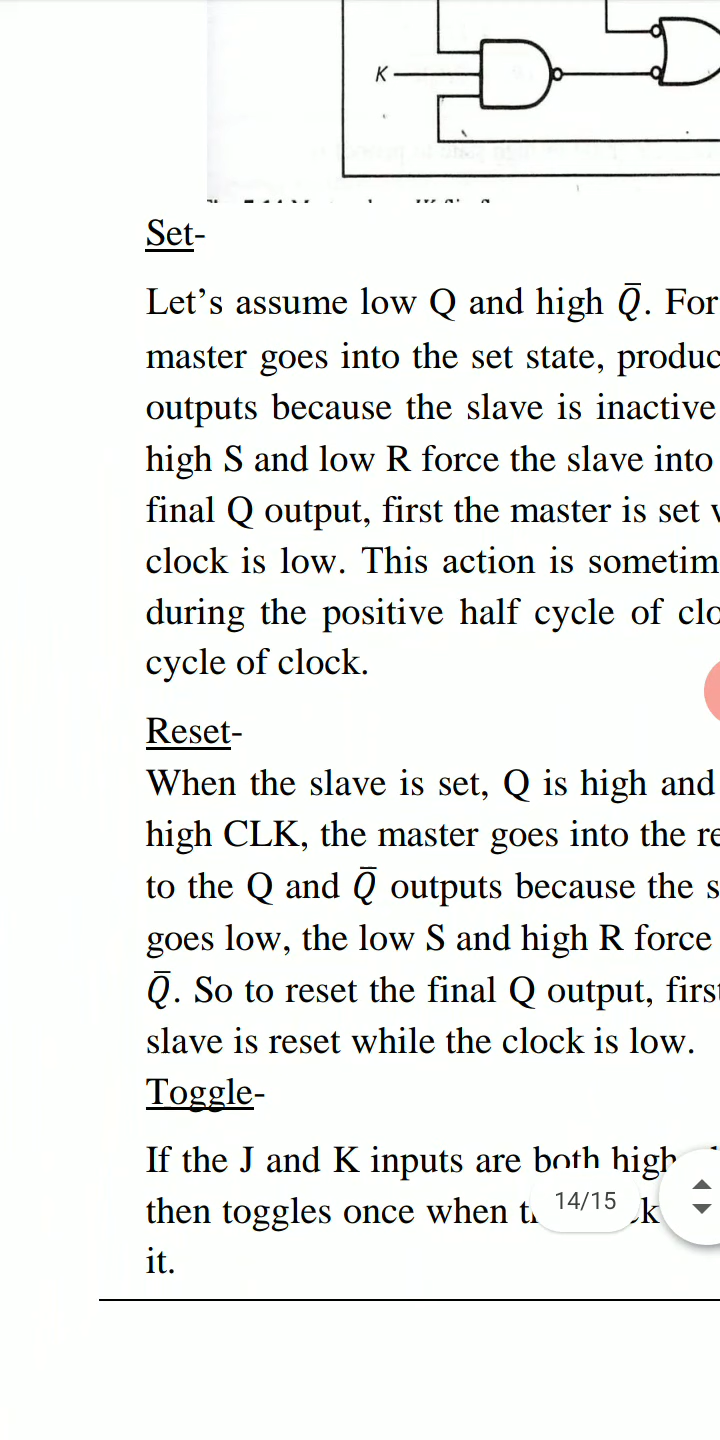 K
Set-
Let's assume low Q and high Q̅. For
master goes into the set state, produc
outputs because the slave is inactive
high S and low R force the slave into
final Q output, first the master is set
clock is low. This action is sometim
during the positive half cycle of clo
cycle of clock.
Reset-
When the slave is set, Q is high and
high CLK, the master goes into the re
to the Q and Q̅ outputs because the s
goes low, the low S and high R force
Q̅. So to reset the final Q output, firs
slave is reset while the clock is low.
Toggle-
If the J and K inputs are both high
then toggles once when t k
14/15
it.